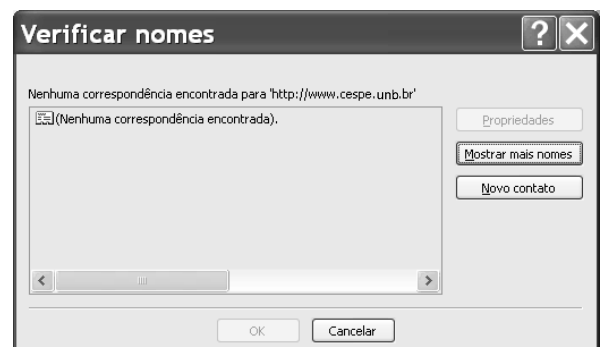 Verificar nomes
Nenhuma correspondência encontrada para 'http://www.cespe.unb.br'
(Nenhuma correspondência encontrada).
Propriedades
Mostrar mais nomes
Novo contato
OK
Cancelar